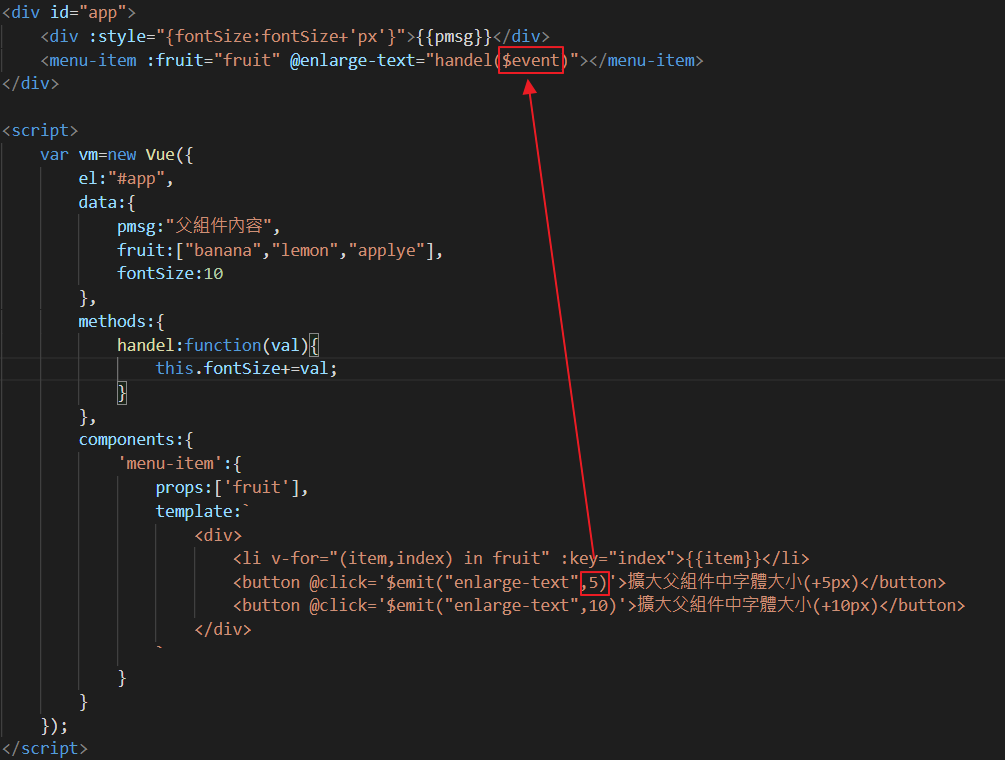 <div id="app">
    <div :style="{fontSize:fontSize+'px'}">{{pmsg}}</div>
    <menu-item :fruit="fruit" @enlarge-text="handel($event)"></menu-item>
</div>

<script>
    var vm=new Vue({
        el:"#app",
        data:{
            pmsg:"父組件內容",
            fruit:["banana","lemon","applye"],
            fontSize:10
        },
        methods:{
            handel:function(val){
                this.fontSize+=val;
            }
        },
        components:{
            'menu-item':{
                props:['fruit'],
                template:`
                    <div>
                        <li v-for="(item,index) in fruit" :key="index">{{item}}</li>
                        <button @click='$emit("enlarge-text",5)'>擴大父組件中字體大小(+5px)</button>
                        <button @click='$emit("enlarge-text",10)'>擴大父組件中字體大小(+10px)</button>
                    </div>
                `
            }
        }
    });
</script>